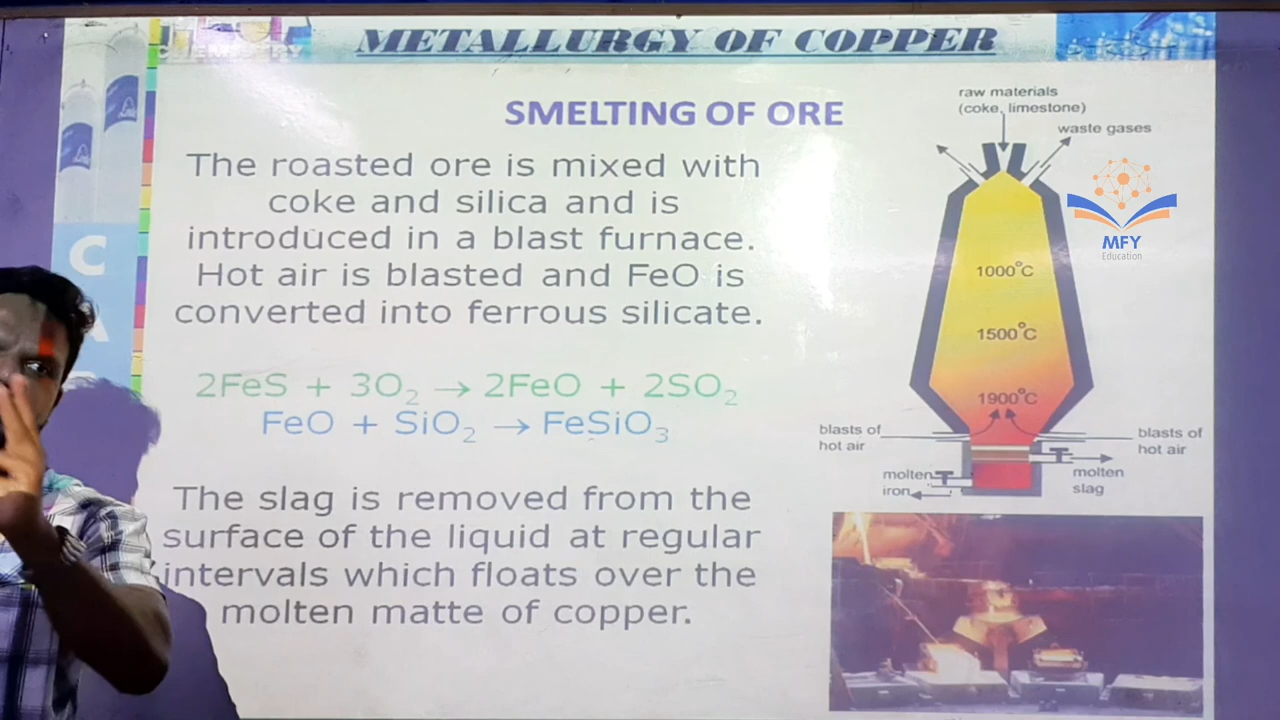 CHEMISTRY
METALLURGY OF COPPER
SMELTING OF ORE
The roasted ore is mixed with
coke and silica and is
introduced in a blast furnace.
Hot air is blasted and FeO is
converted into ferrous silicate.
2FeS + 3O₂ → 2FeO + 2SO₂
FeO + SiO₂ → FeSiO₃
The slag is removed from the
surface of the liquid at regular
intervals which floats over the
molten matte of copper.
raw materials
(coke, limestone)
waste gases
1000°C
1500°C
1900°C
blasts of
hot air
blasts of
hot air
molten
iron
molten
slag
MFY
Education
C
A